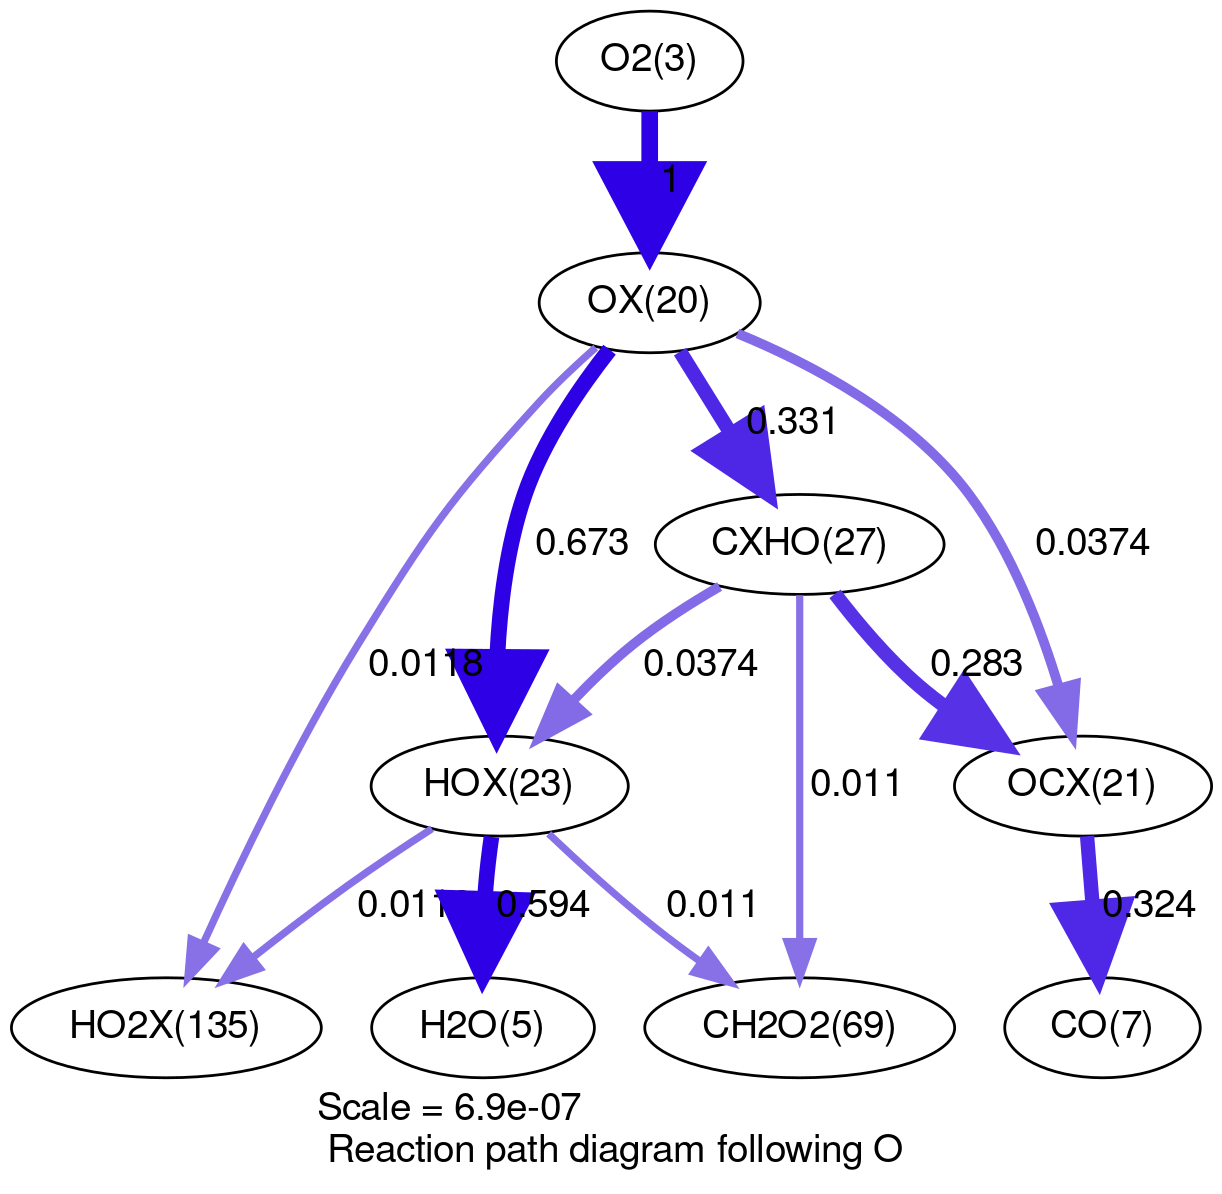 O2(3)
1
OX(20)
0.331
0.673
CXHO(27)
0.0374
0.0118
0.0374
0.283
HOX(23)
0.011
OCX(21)
0.594
0.011
0.324
HO2X(135)
H2O(5)
CH2O2(69)
CO(7)
Scale = 6.9e-07
Reaction path diagram following O